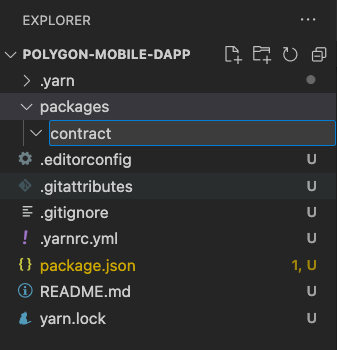 EXPLORER
POLYGON-MOBILE-DAPP
.yarn
packages
contract
.editorconfig U
.gitattributes U
.gitignore U
.yarnrc.yml U
package.json 1, U
README.md U
yarn.lock U